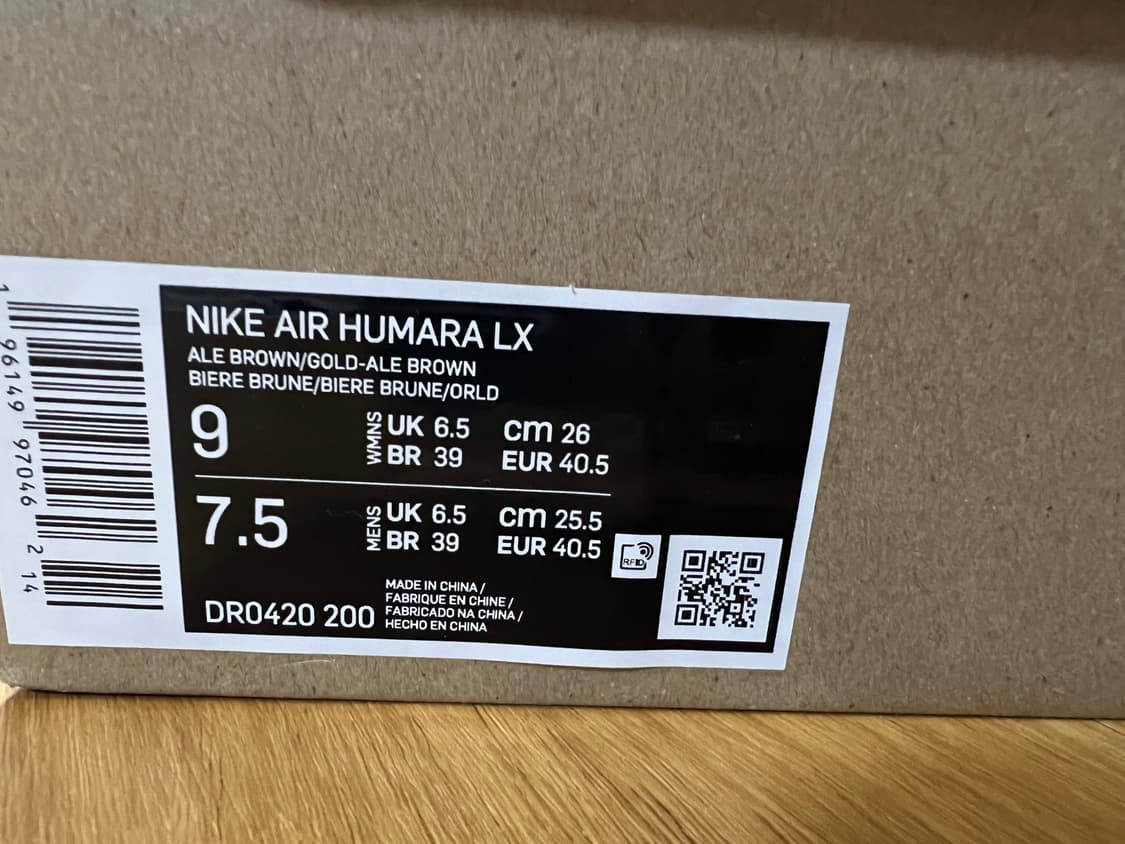 1 96149 97046 2 14
NIKE AIR HUMARA LX
ALE BROWN/GOLD-ALE BROWN
BIERE BRUNE/BIERE BRUNE/ORLD
9 WMNS UK 6.5 cm 26
BR 39 EUR 40.5
7.5 MENS UK 6.5 cm 25.5
BR 39 EUR 40.5
RFID
MADE IN CHINA /
FABRIQUE EN CHINE /
FABRICADO NA CHINA /
HECHO EN CHINA
DR0420 200